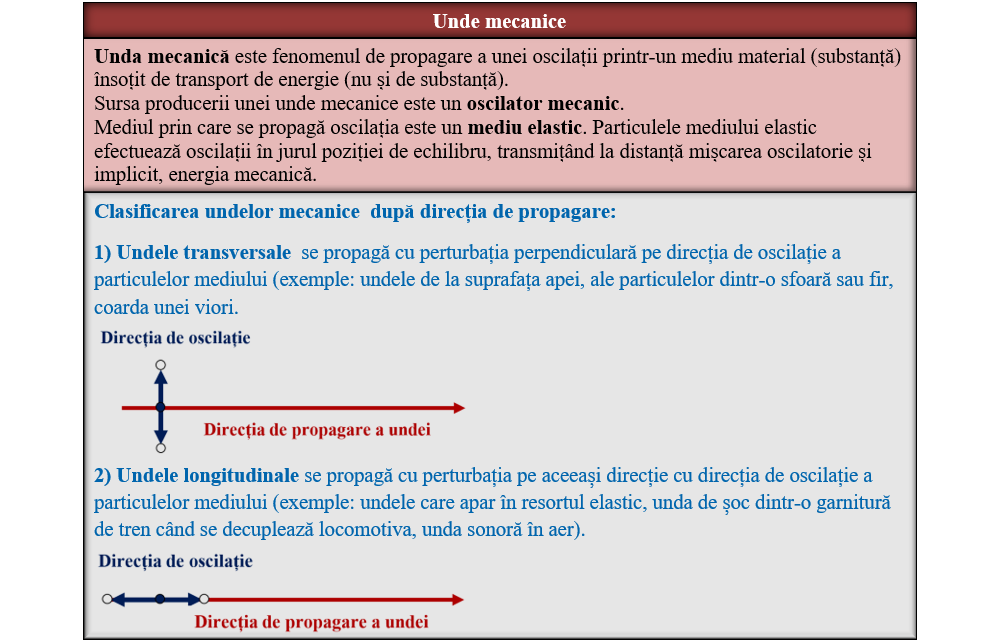 Unde mecanice
Unda mecanică este fenomenul de propagare a unei oscilații printr-un mediu material (substanță)
însoțit de transport de energie (nu și de substanță).
Sursa producerii unei unde mecanice este un oscilator mecanic.
Mediul prin care se propagă oscilația este un mediu elastic. Particulele mediului elastic
efectuează oscilații în jurul poziției de echilibru, transmițând la distanță mișcarea oscilatorie și
implicit, energia mecanică.
Clasificarea undelor mecanice după direcția de propagare:
1) Undele transversale se propagă cu perturbația perpendiculară pe direcția de oscilație a
particulelor mediului (exemple: undele de la suprafața apei, ale particulelor dintr-o sfoară sau fir,
coarda unei viori.
Direcția de oscilație
Direcția de propagare a undei
2) Undele longitudinale se propagă cu perturbația pe aceeași direcție cu direcția de oscilație a
particulelor mediului (exemple: undele care apar în resortul elastic, unda de șoc dintr-o garnitură
de tren când se decuplează locomotiva, unda sonoră în aer).
Direcția de oscilație
Direcția de propagare a undei